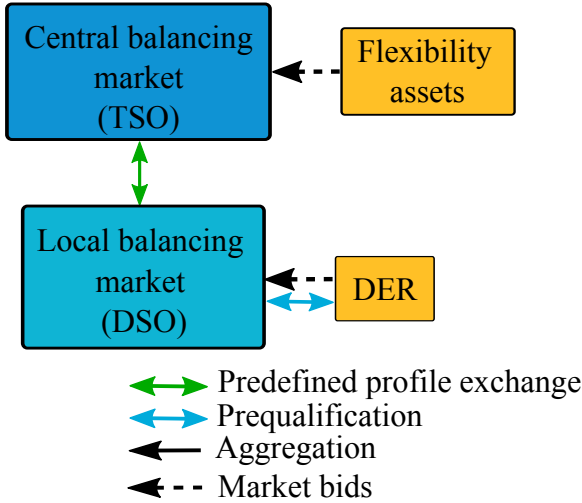 Central balancing
market
(TSO)
Flexibility
assets
Local balancing
market
(DSO)
DER
Predefined profile exchange
Prequalification
Aggregation
Market bids